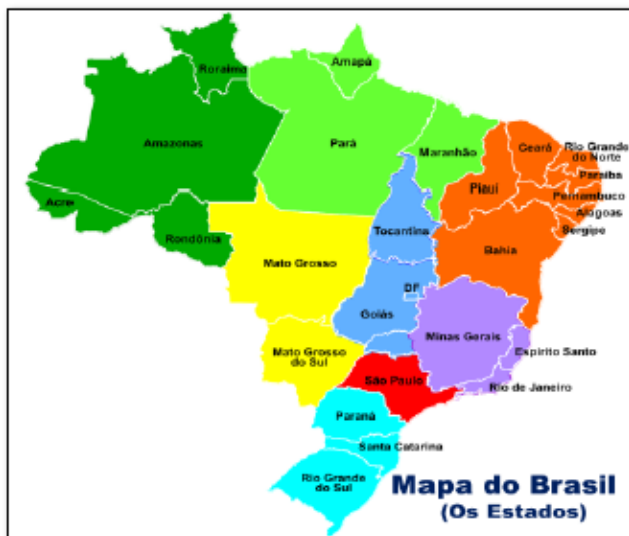 Roraima
Amapá
Amazonas
Pará
Maranhão
Ceará
Rio Grande
do Norte
Paraíba
Piauí
Pernambuco
Alagoas
Sergipe
Acre
Rondônia
Tocantina
Bahia
Mato Grosso
DF
Goiás
Minas Gerais
Espírito Santo
Mato Grosso
do Sul
São Paulo
Rio de Janeiro
Paraná
Santa Catarina
Rio Grande
do Sul
Mapa do Brasil
(Os Estados)